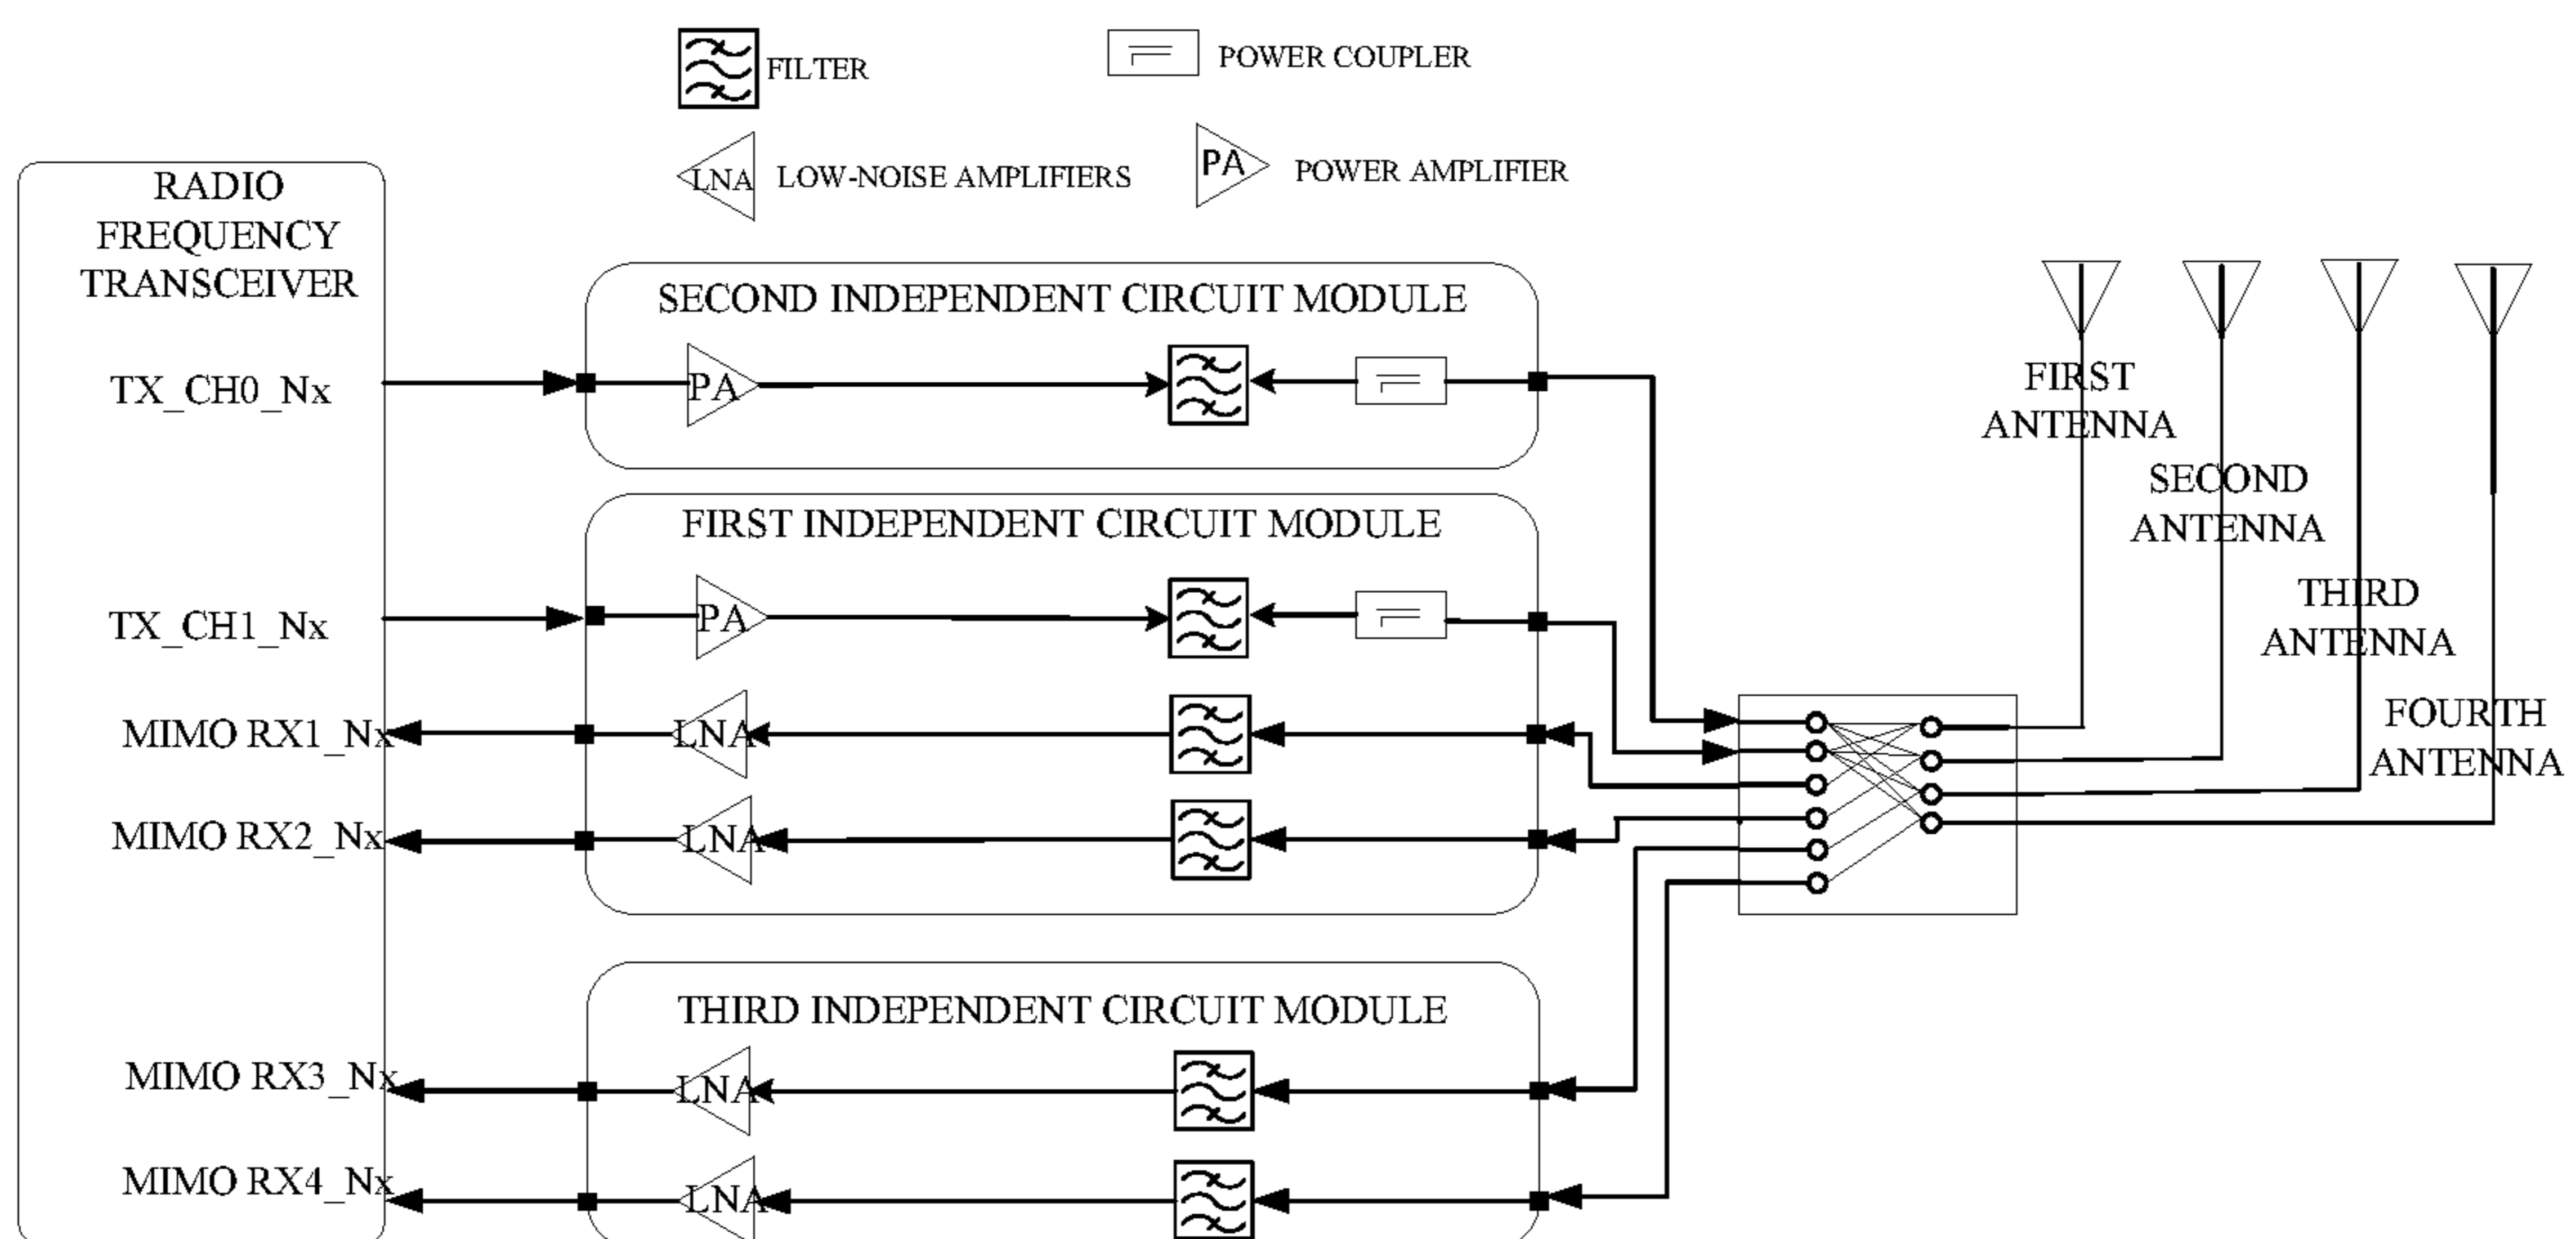 FILTER
POWER COUPLER
LNA
LOW-NOISE AMPLIFIERS
PA
POWER AMPLIFIER
RADIO
FREQUENCY
TRANSCEIVER
TX_CH0_Nx
TX_CH1_Nx
MIMO RX1_Nx
MIMO RX2_Nx
MIMO RX3_Nx
MIMO RX4_Nx
SECOND INDEPENDENT CIRCUIT MODULE
PA
FIRST INDEPENDENT CIRCUIT MODULE
PA
LNA
LNA
THIRD INDEPENDENT CIRCUIT MODULE
LNA
LNA
FIRST
ANTENNA
SECOND
ANTENNA
THIRD
ANTENNA
FOURTH
ANTENNA